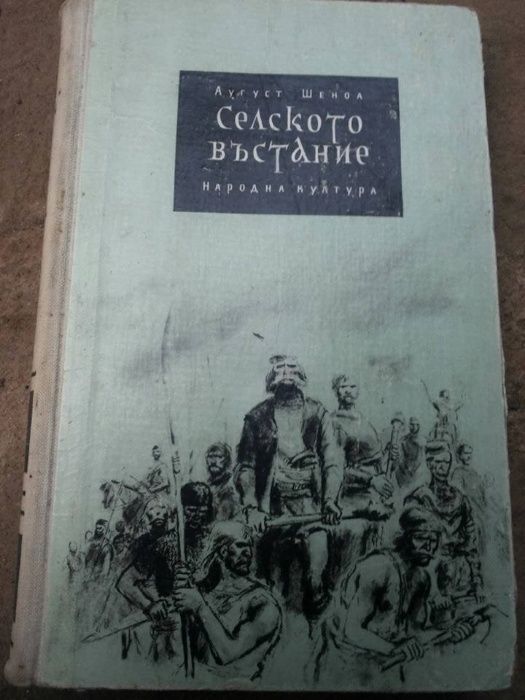 Аугуст Шеноа
Селското
въстание
Народна култура